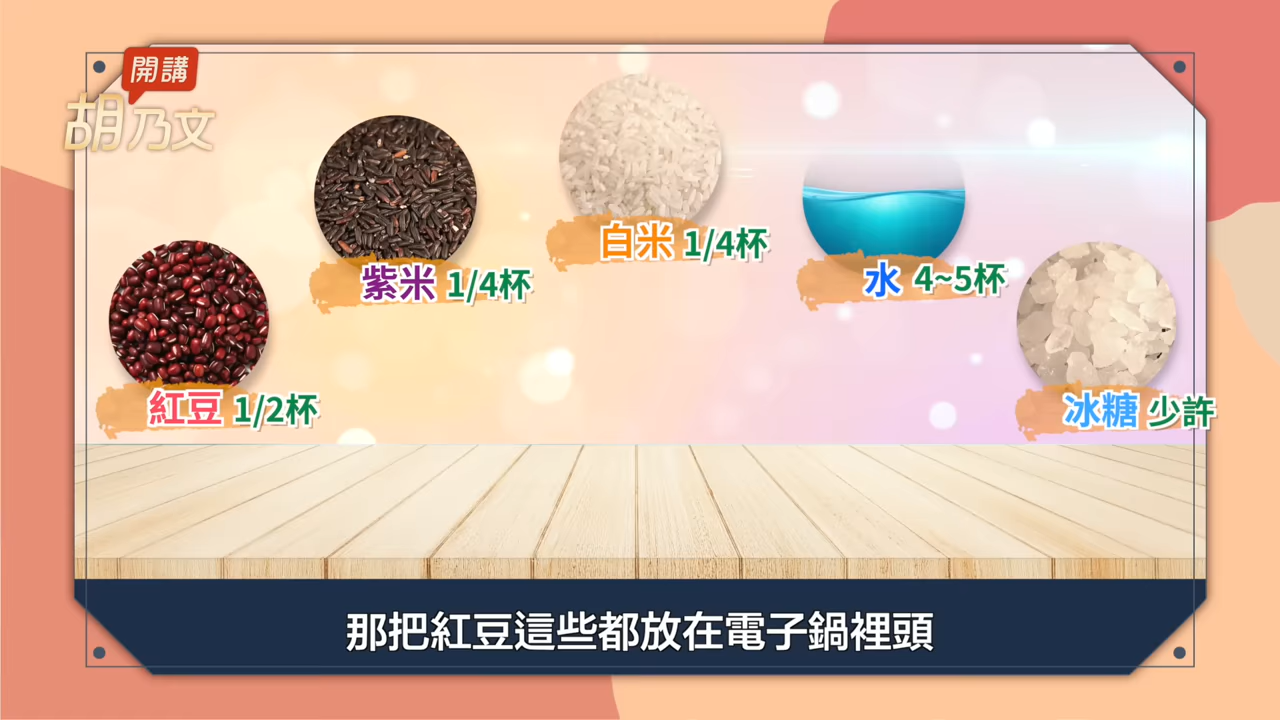 開講
胡乃文
紅豆 1/2杯
紫米 1/4杯
白米 1/4杯
水 4~5杯
冰糖 少許
那把紅豆這些都放在電子鍋裡頭